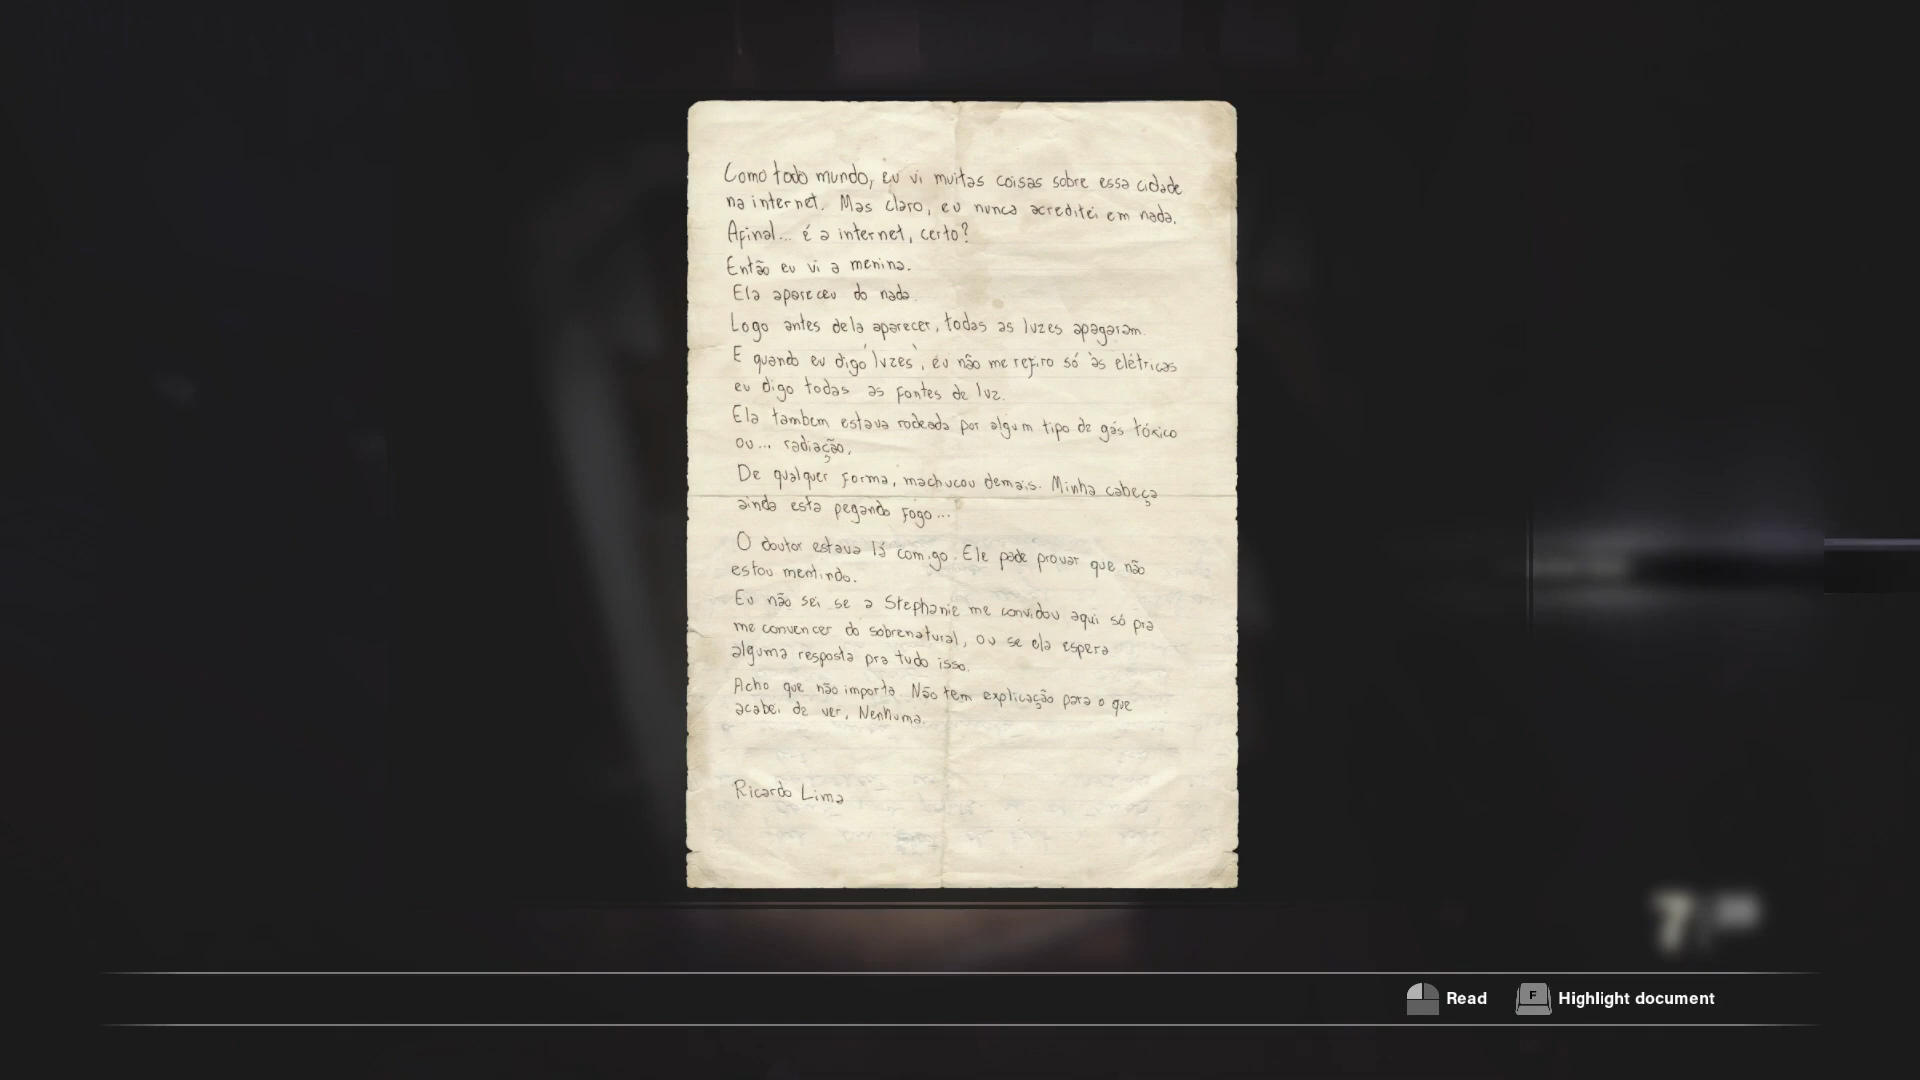 Como todo mundo, eu vi muitas coisas sobre essa cidade
na internet. Mas claro, eu nunca acreditei em nada.
Afinal... é a internet, certo?
Então eu vi a menina.
Ela apareceu do nada.
Logo antes dela aparecer, todas as luzes apagaram.
E quando eu digo 'luzes', eu não me refiro só às elétricas
eu digo todas as fontes de luz.
Ela tambem estava rodeada por algum tipo de gás tóxico
ou... radiação.
De qualquer forma, machucou demais. Minha cabeça
ainda esta pegando fogo...
O doutor estava lá comigo. Ele pode provar que não
estou mentindo.
Eu não sei se a Stephanie me convidou aqui só pra
me convencer do sobrenatural, ou se ela espera
alguma resposta pra tudo isso.
Acho que não importa. Não tem explicação para o que
acabei de ver. Nenhuma.
Ricardo Lima
7
Read
F
Highlight document